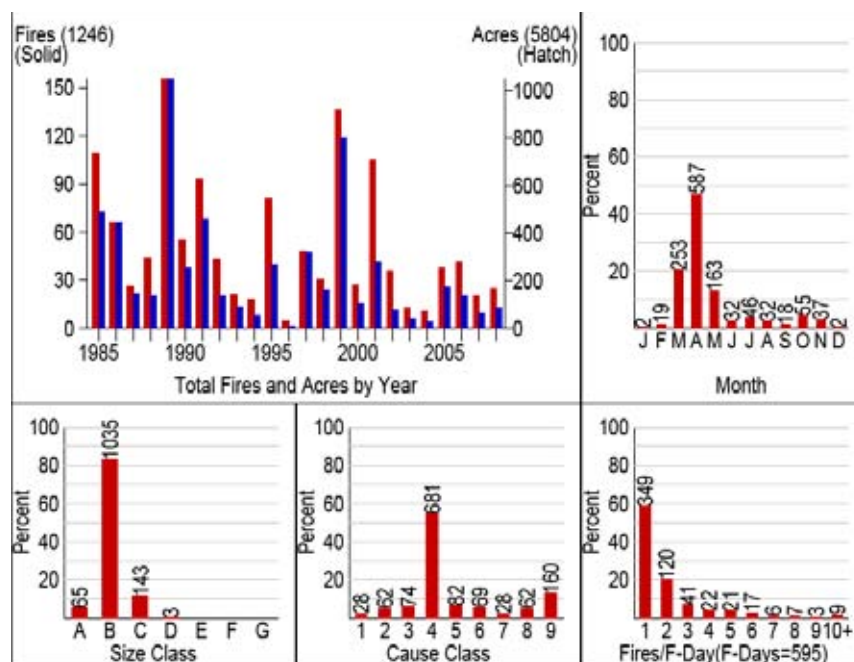 Fires (1246)
(Solid)
Acres (5804)
(Hatch)
150
120
90
60
30
0
1000
800
600
400
200
0
1985 1990 1995 2000 2005
Total Fires and Acres by Year
100
80
60
40
20
Percent
2 19 253 587 163 32 46 32 18 55 37 2
J F M A M J J A S O N D
Month
100
80
60
40
20
Percent
65 1035 143 3
A B C D E F G
Size Class
100
80
60
40
20
Percent
28 62 74 681 82 69 28 62 160
1 2 3 4 5 6 7 8 9
Cause Class
100
80
60
40
20
Percent
349 120 41 22 21 17 6 7 3 9
1 2 3 4 5 6 7 8 9 10+
Fires/F-Day(F-Days=595)